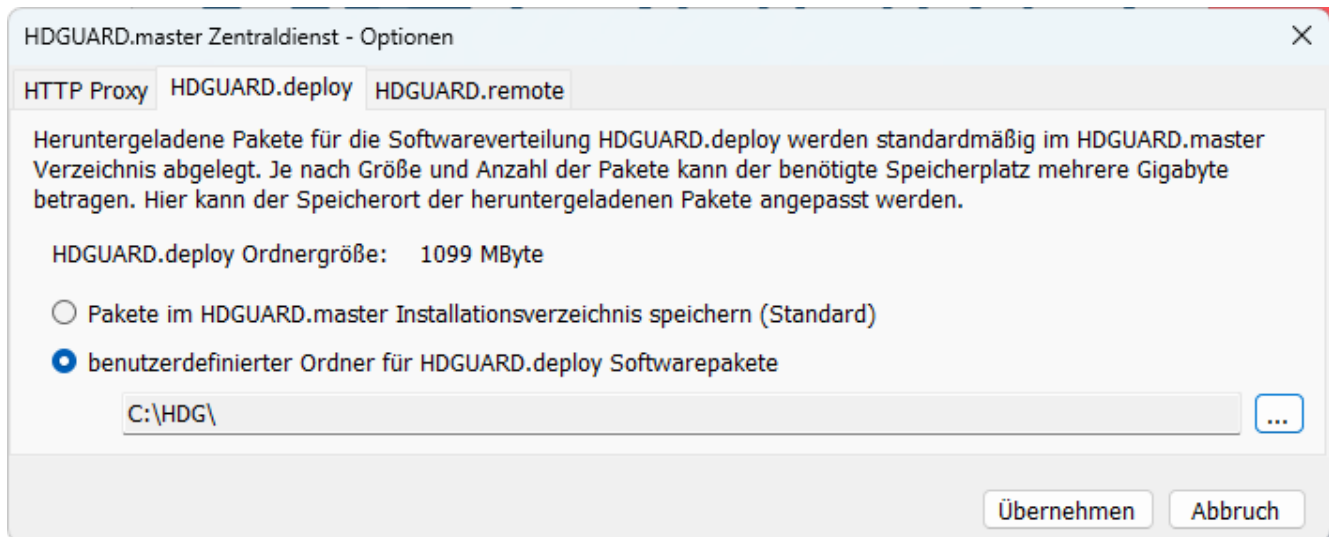 HDGUARD.master Zentraldienst - Optionen
HTTP Proxy HDGUARD.deploy HDGUARD.remote
Heruntergeladene Pakete für die Softwareverteilung HDGUARD.deploy werden standardmäßig im HDGUARD.master
Verzeichnis abgelegt. Je nach Größe und Anzahl der Pakete kann der benötigte Speicherplatz mehrere Gigabyte
betragen. Hier kann der Speicherort der heruntergeladenen Pakete angepasst werden.
HDGUARD.deploy Ordnergröße: 1099 MByte
Pakete im HDGUARD.master Installationsverzeichnis speichern (Standard)
benutzerdefinierter Ordner für HDGUARD.deploy Softwarepakete
C:\HDG\
...
Übernehmen Abbruch